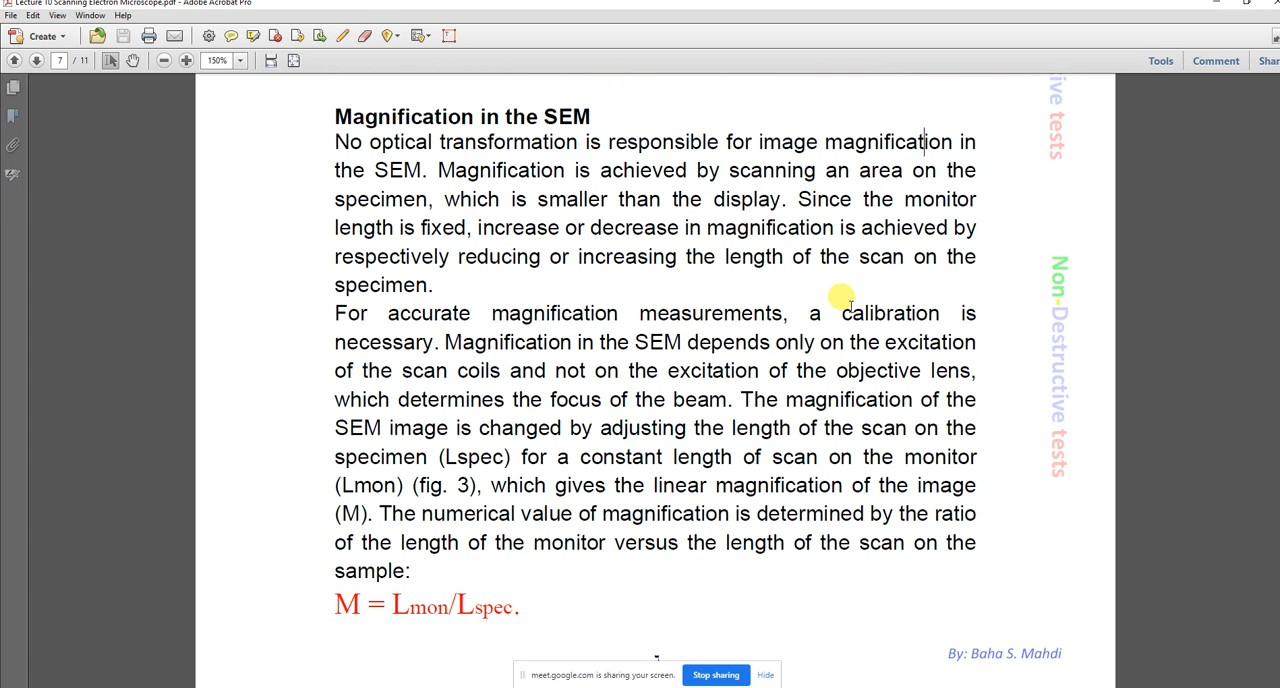 Lecture 10 Scanning Electron Microscope.pdf - Adobe Acrobat Pro
File Edit View Window Help
Create
7 / 11 150% Tools Comment
Magnification in the SEM
No optical transformation is responsible for image magnification in
the SEM. Magnification is achieved by scanning an area on the
specimen, which is smaller than the display. Since the monitor
length is fixed, increase or decrease in magnification is achieved by
respectively reducing or increasing the length of the scan on the
specimen.
For accurate magnification measurements, a calibration is
necessary. Magnification in the SEM depends only on the excitation
of the scan coils and not on the excitation of the objective lens,
which determines the focus of the beam. The magnification of the
SEM image is changed by adjusting the length of the scan on the
specimen (Lspec) for a constant length of scan on the monitor
(Lmon) (fig. 3), which gives the linear magnification of the image
(M). The numerical value of magnification is determined by the ratio
of the length of the monitor versus the length of the scan on the
sample:
M = Lmon/Lspec.
ive tests
Non-Destructive tests
By: Baha S. Mahdi
meet.google.com is sharing your screen. Stop sharing Hide